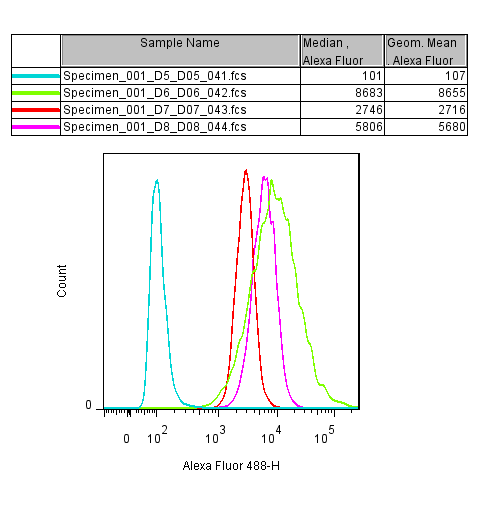 Sample Name Median , Geom. Mean
Alexa Fluor , Alexa Fluor
Specimen_001_D5_D05_041.fcs 101 107
Specimen_001_D6_D06_042.fcs 8683 8655
Specimen_001_D7_D07_043.fcs 2746 2716
Specimen_001_D8_D08_044.fcs 5806 5680
Count
0
0 10^2 10^3 10^4 10^5
Alexa Fluor 488-H